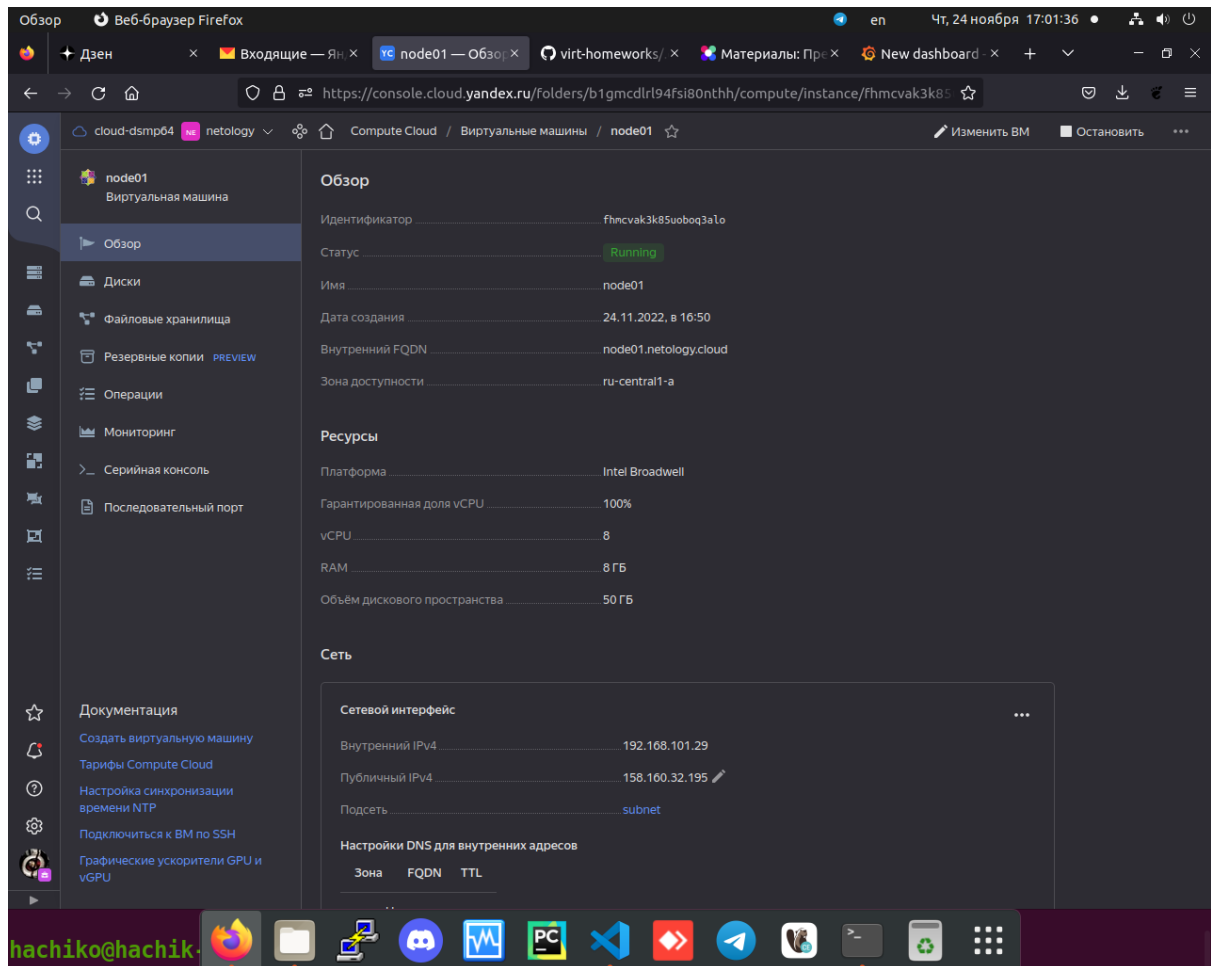 Обзор Веб-браузер Firefox en Чт, 24 ноября 17:01:36
Дзен Входящие — Ян node01 — Обзор virt-homeworks/. Материалы: Пре New dashboard -
https://console.cloud.yandex.ru/folders/b1gmcdlrl94fsi80nthh/compute/instance/fhmcvak3k85
cloud-dsmp64 NE netology Compute Cloud / Виртуальные машины / node01 Изменить ВМ Остановить
node01
Виртуальная машина
Обзор
Диски
Файловые хранилища
Резервные копии PREVIEW
Операции
Мониторинг
>_ Серийная консоль
Последовательный порт
Документация
Создать виртуальную машину
Тарифы Compute Cloud
Настройка синхронизации
времени NTP
Подключиться к ВМ по SSH
Графические ускорители GPU и
vGPU
Обзор
Идентификатор fhmcvak3k85uoboq3alo
Статус Running
Имя node01
Дата создания 24.11.2022, в 16:50
Внутренний FQDN node01.netology.cloud
Зона доступности ru-central1-a
Ресурсы
Платформа Intel Broadwell
Гарантированная доля vCPU 100%
vCPU 8
RAM 8 ГБ
Объём дискового пространства 50 ГБ
Сеть
Сетевой интерфейс
Внутренний IPv4 192.168.101.29
Публичный IPv4 158.160.32.195
Подсеть subnet
Настройки DNS для внутренних адресов
Зона FQDN TTL
hachiko@hachik-
PC